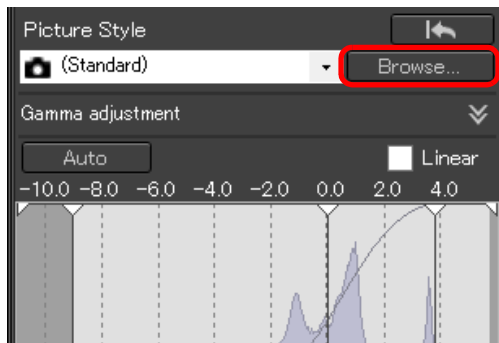 Picture Style
(Standard) Browse...
Gamma adjustment
Auto Linear
-10.0 -8.0 -6.0 -4.0 -2.0 0.0 2.0 4.0